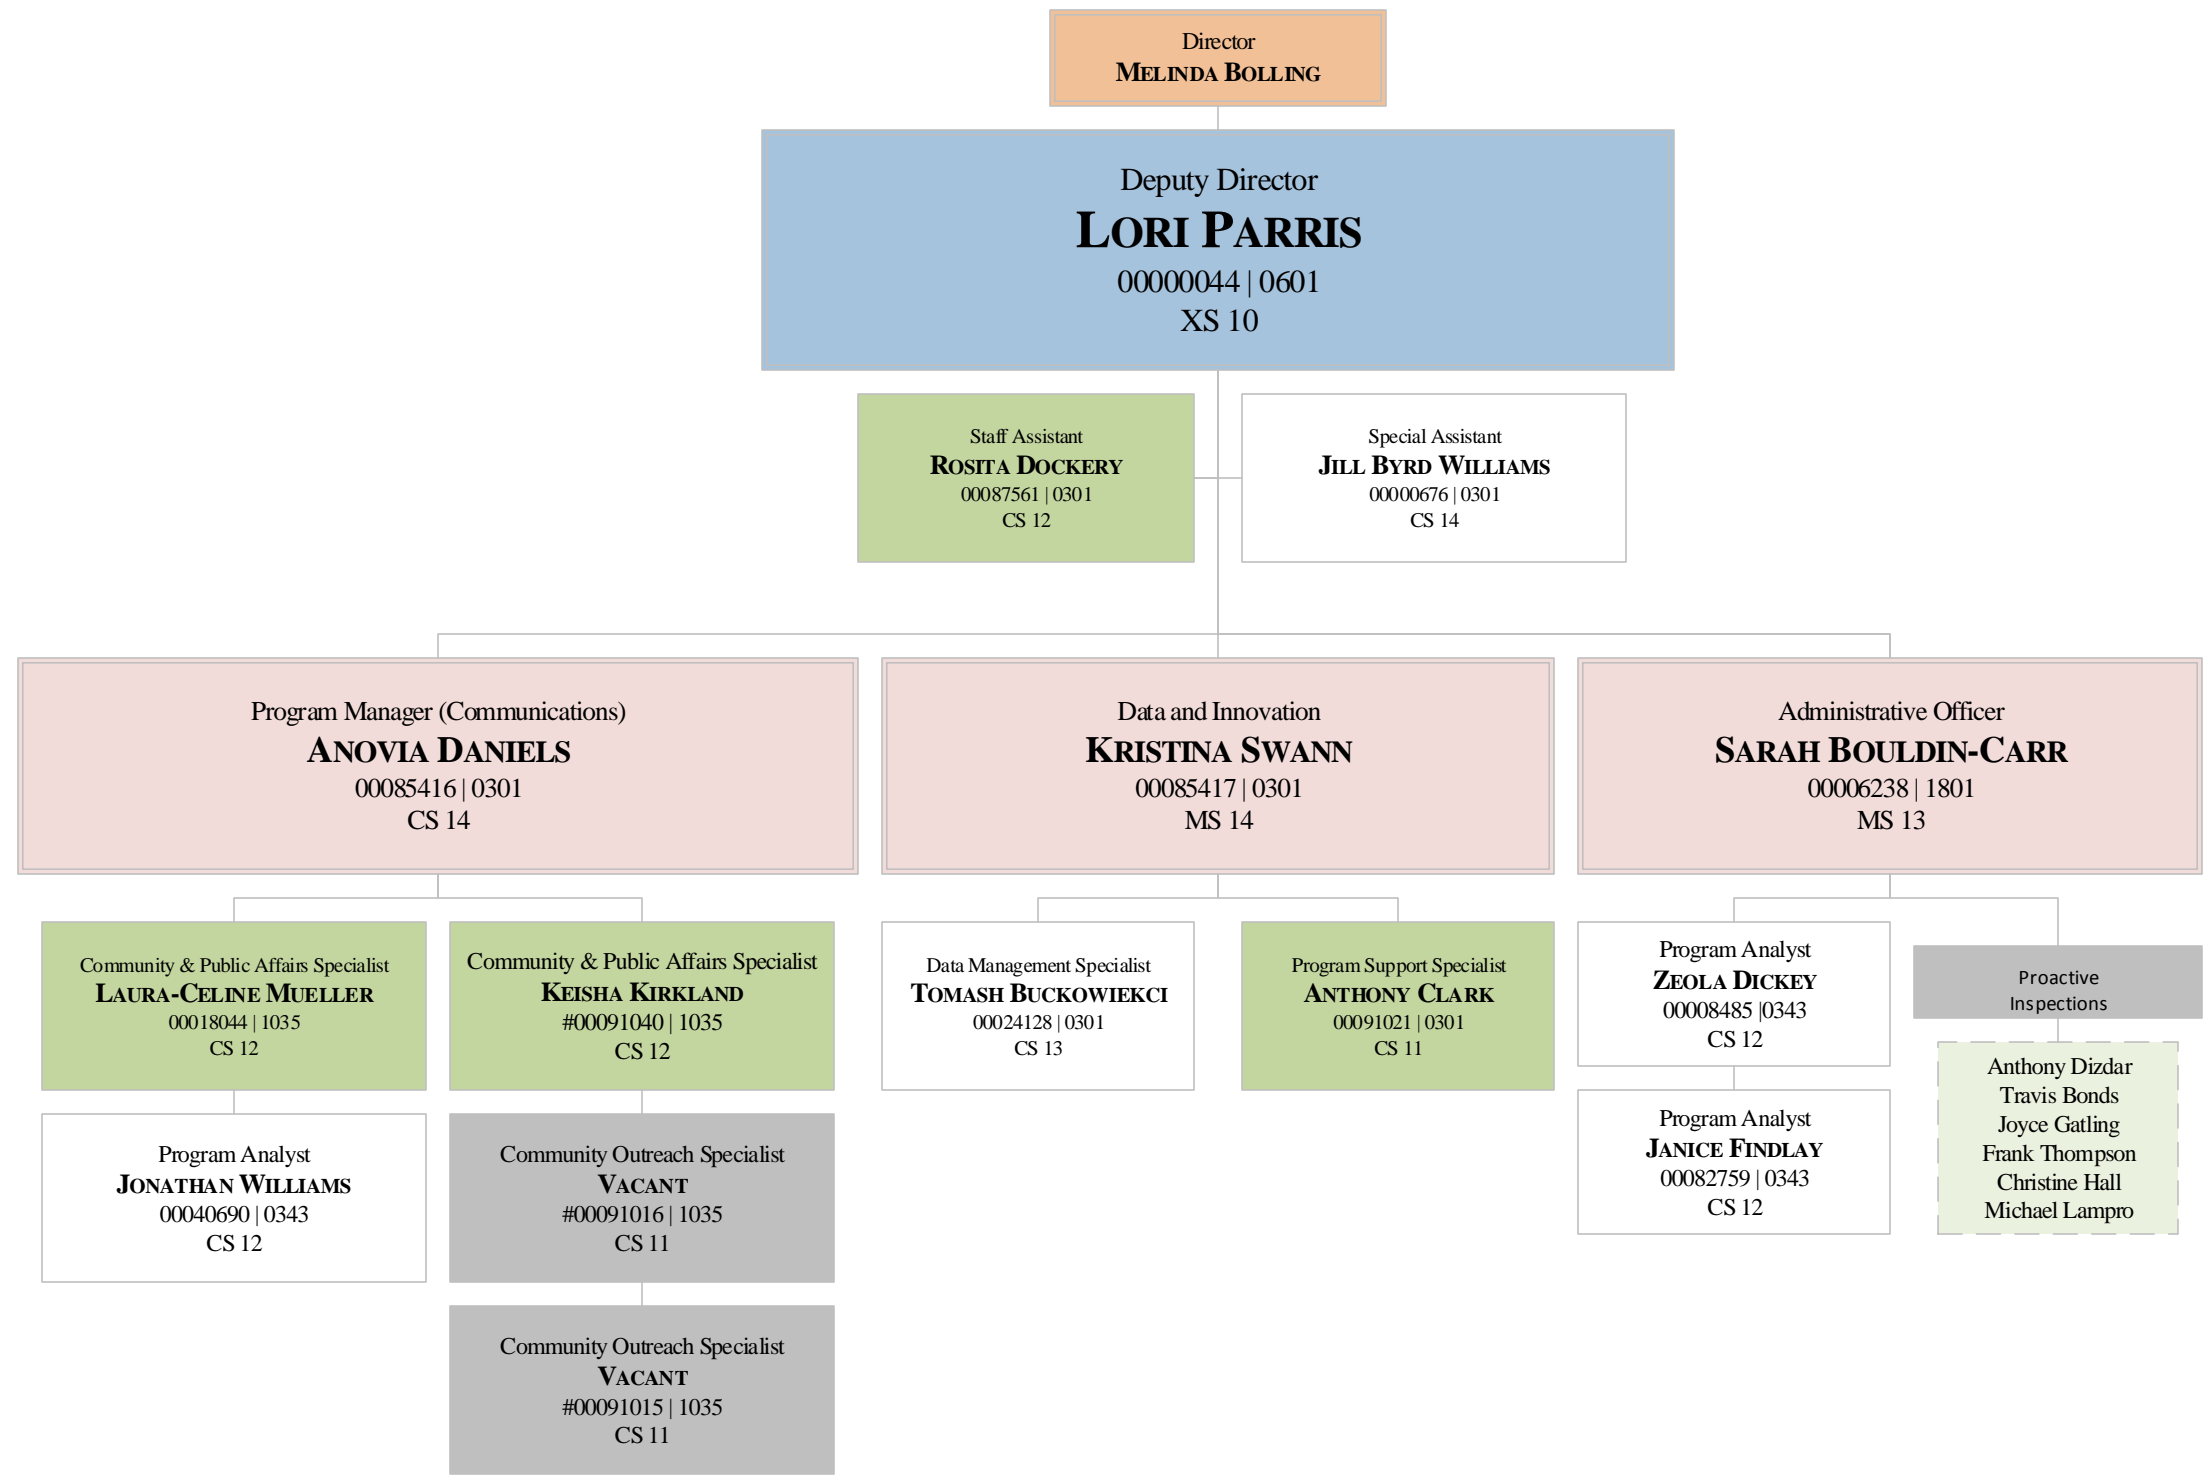 Director
MELINDA BOLLING
Deputy Director
LORI PARRIS
00000044 | 0601
XS 10
Staff Assistant
ROSITA DOCKERY
00087561 | 0301
CS 12
Special Assistant
JILL BYRD WILLIAMS
00000676 | 0301
CS 14
Program Manager (Communications)
ANOVIA DANIELS
00085416 | 0301
CS 14
Data and Innovation
KRISTINA SWANN
00085417 | 0301
MS 14
Administrative Officer
SARAH BOULDIN-CARR
00006238 | 1801
MS 13
Community & Public Affairs Specialist
LAURA-CELINE MUELLER
00018044 | 1035
CS 12
Community & Public Affairs Specialist
KEISHA KIRKLAND
#00091040 | 1035
CS 12
Data Management Specialist
TOMASH BUCKOWIEKCI
00024128 | 0301
CS 13
Program Support Specialist
ANTHONY CLARK
00091021 | 0301
CS 11
Program Analyst
ZEOLA DICKEY
00008485 |0343
CS 12
Proactive
Inspections
Anthony Dizdar
Travis Bonds
Joyce Gatling
Frank Thompson
Christine Hall
Michael Lampro
Program Analyst
JONATHAN WILLIAMS
00040690 | 0343
CS 12
Community Outreach Specialist
VACANT
#00091016 | 1035
CS 11
Program Analyst
JANICE FINDLAY
00082759 | 0343
CS 12
Community Outreach Specialist
VACANT
#00091015 | 1035
CS 11